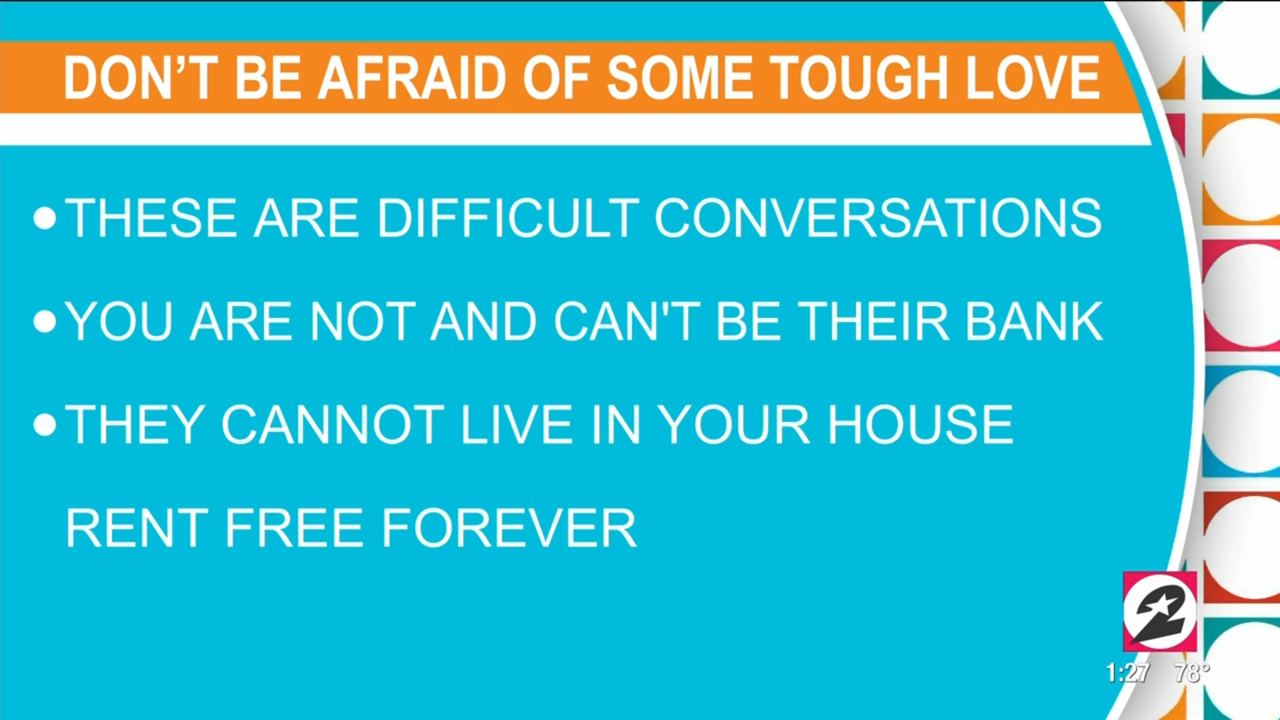 DON’T BE AFRAID OF SOME TOUGH LOVE
●THESE ARE DIFFICULT CONVERSATIONS
●YOU ARE NOT AND CAN'T BE THEIR BANK
●THEY CANNOT LIVE IN YOUR HOUSE
RENT FREE FOREVER
2
1:27 78°